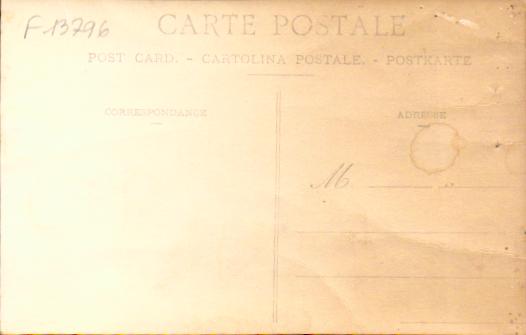 F 13796
CARTE POSTALE
POST CARD. - CARTOLINA POSTALE. - POSTKARTE
CORRESPONDANCE
ADRESSE
M